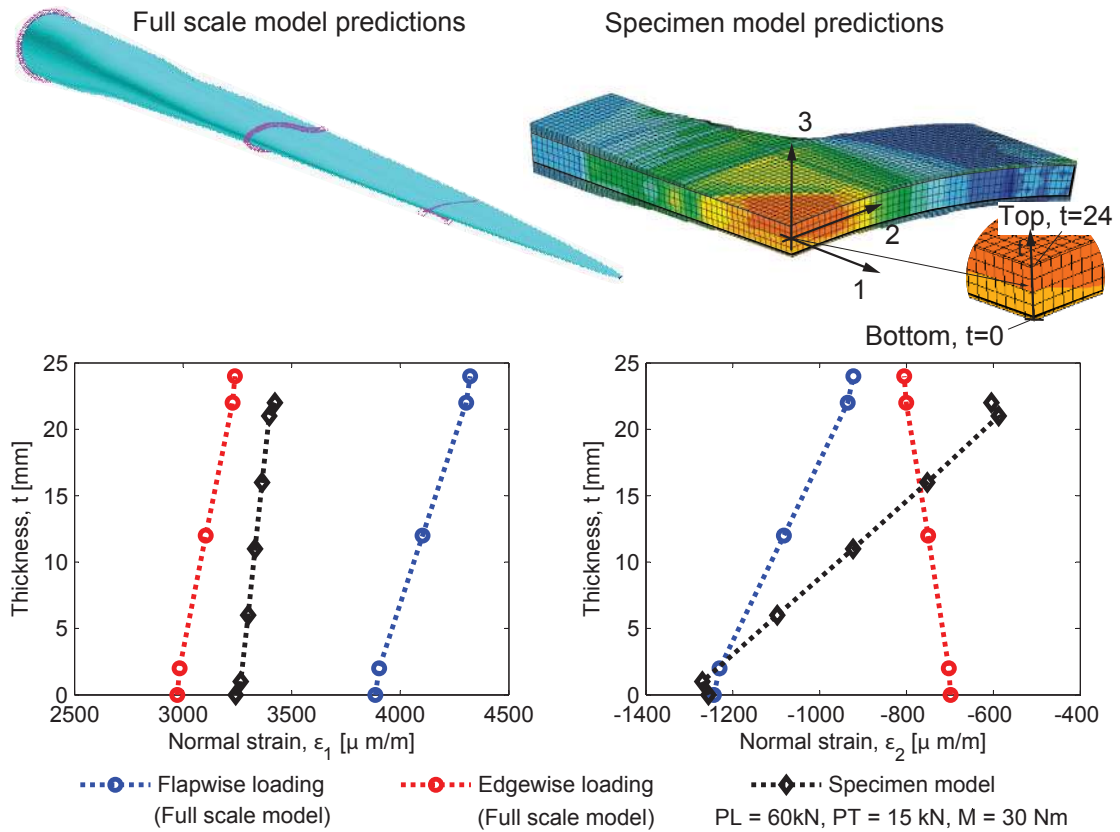 Full scale model predictions
Specimen model predictions
3
2
1
Top, t=24
Bottom, t=0
25
20
15
10
5
0
Thickness, t [mm]
2500 3000 3500 4000 4500
Normal strain, ε₁ [μ m/m]
25
20
15
10
5
0
Thickness, t [mm]
-1400 -1200 -1000 -800 -600 -400
Normal strain, ε₂ [μ m/m]
Flapwise loading
(Full scale model)
Edgewise loading
(Full scale model)
Specimen model
PL = 60kN, PT = 15 kN, M = 30 Nm